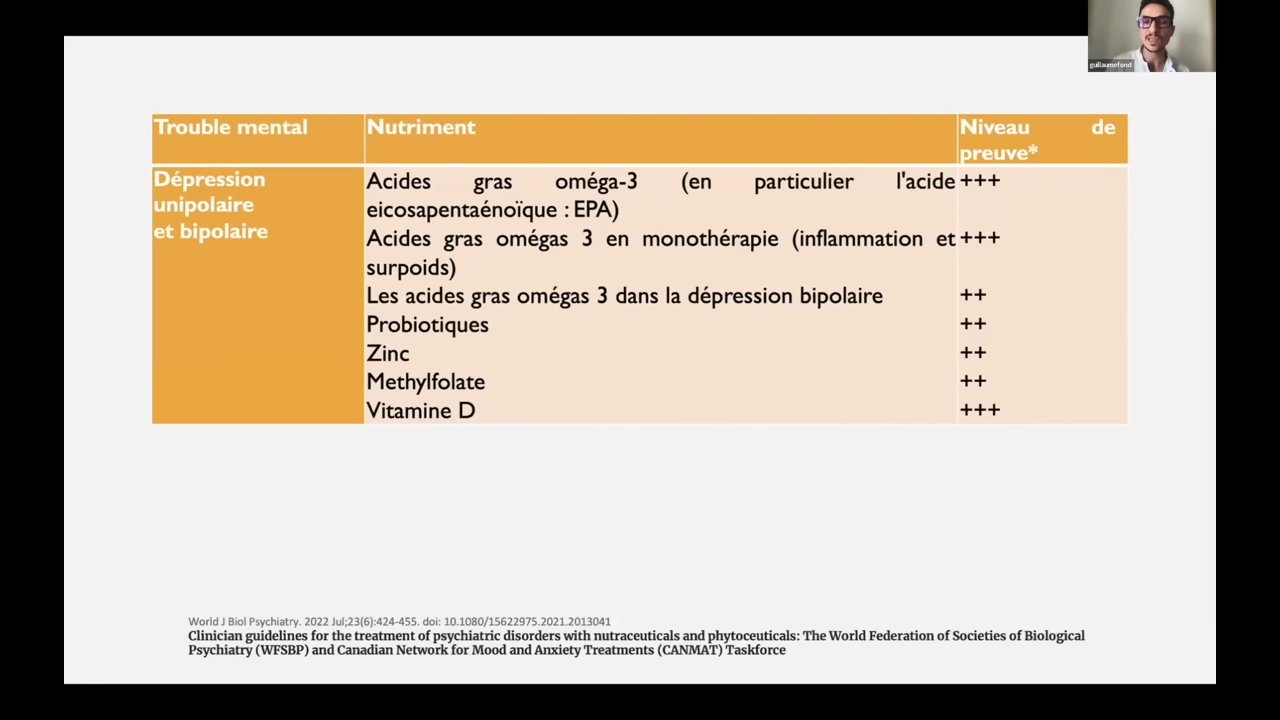 guillaumefond
Trouble mental
Nutriment
Niveau de
preuve*
Dépression
unipolaire
et bipolaire
Acides gras oméga-3 (en particulier l'acide
eicosapentaénoïque : EPA)
+++
Acides gras omégas 3 en monothérapie (inflammation et
surpoids)
+++
Les acides gras omégas 3 dans la dépression bipolaire
++
Probiotiques
++
Zinc
++
Methylfolate
++
Vitamine D
+++
World J Biol Psychiatry. 2022 Jul;23(6):424-455. doi: 10.1080/15622975.2021.2013041
Clinician guidelines for the treatment of psychiatric disorders with nutraceuticals and phytoceuticals: The World Federation of Societies of Biological
Psychiatry (WFSBP) and Canadian Network for Mood and Anxiety Treatments (CANMAT) Taskforce